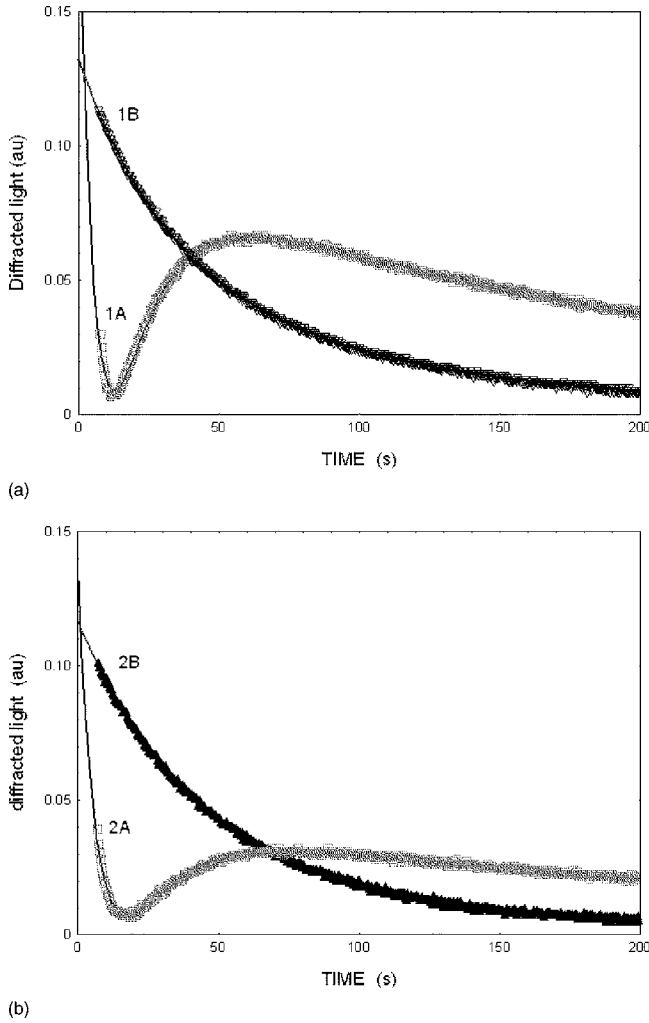 0.15
1B
0.10
Diffracted light (au)
0.05
1A
0
0 50 100 150 200
TIME (s)
(a)
0.15
2B
0.10
diffracted light (au)
0.05
2A
0
0 50 100 150 200
TIME (s)
(b)